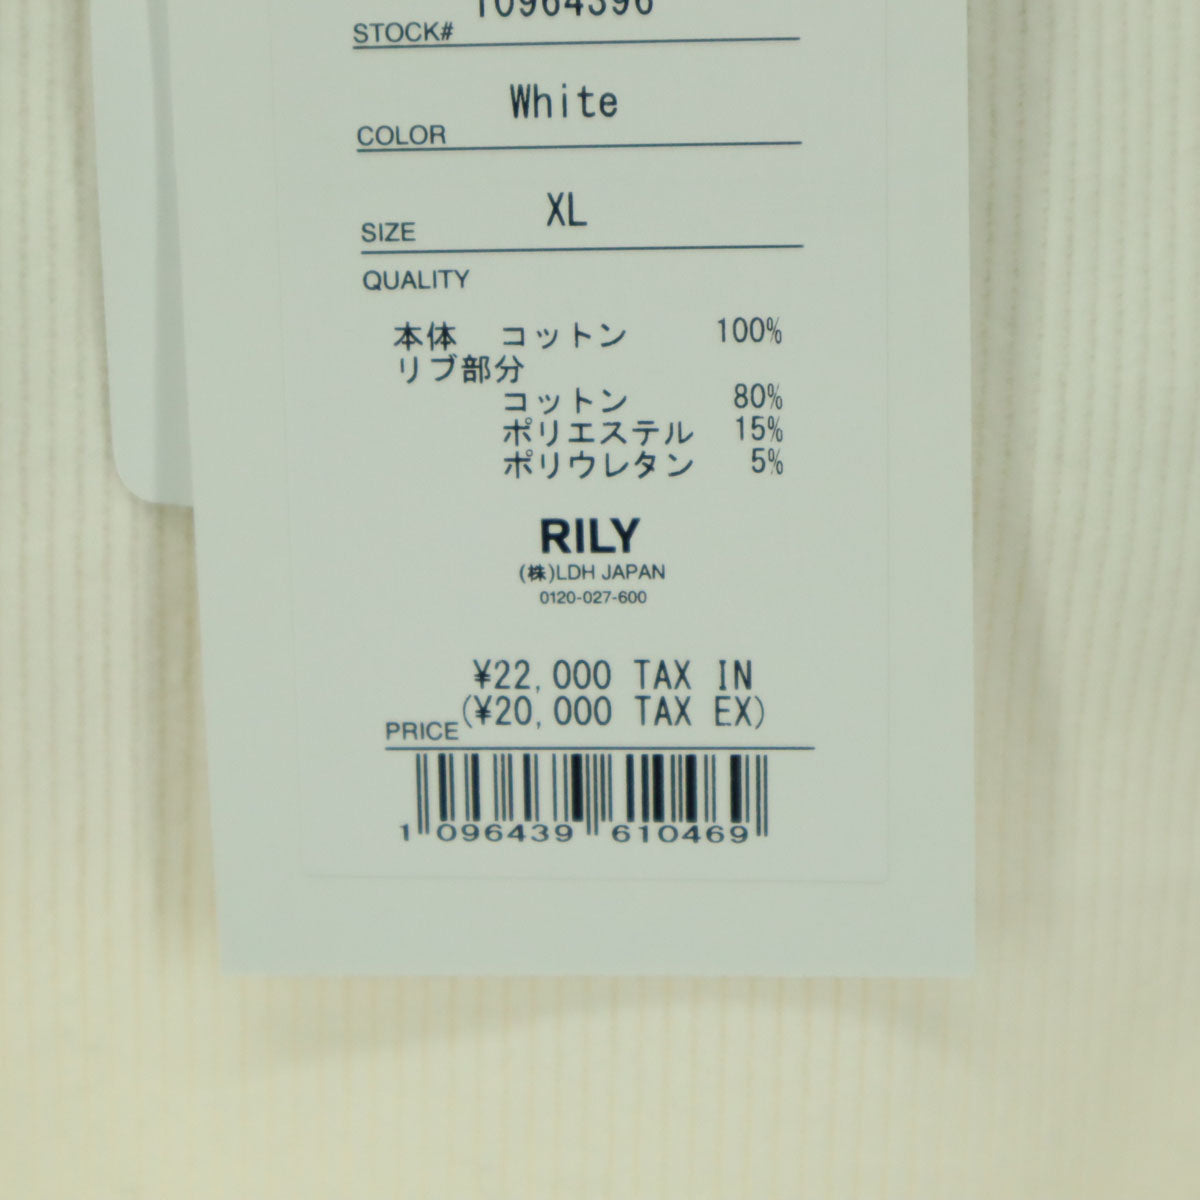 10964396
STOCK#
White
COLOR
XL
SIZE
QUALITY
本体 コットン 100%
リブ部分
コットン 80%
ポリエステル 15%
ポリウレタン 5%
RILY
(株)LDH JAPAN
0120-027-600
¥22,000 TAX IN
(¥20,000 TAX EX)
PRICE
1 096439 610469